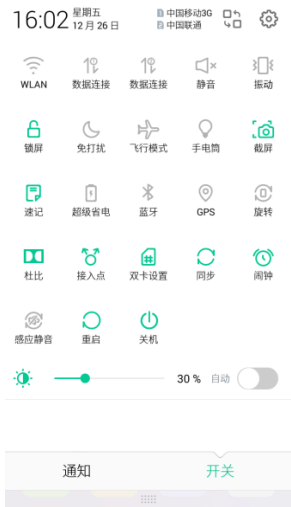 16:02 星期五 中国移动3G
12月26日 中国联通
WLAN 数据连接 数据连接 静音 振动
锁屏 免打扰 飞行模式 手电筒 截屏
速记 超级省电 蓝牙 GPS 旋转
杜比 接入点 双卡设置 同步 闹钟
感应静音 重启 关机
30 % 自动
通知 开关